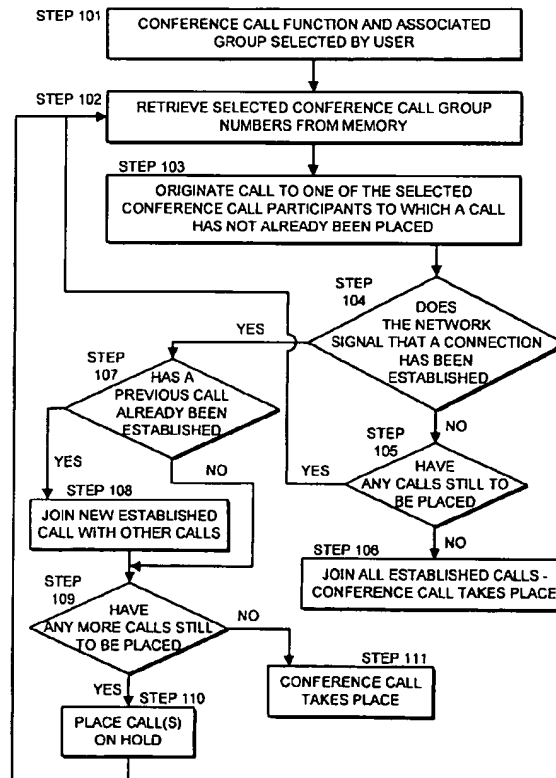 STEP 101
CONFERENCE CALL FUNCTION AND ASSOCIATED
GROUP SELECTED BY USER
STEP 102
RETRIEVE SELECTED CONFERENCE CALL GROUP
NUMBERS FROM MEMORY
STEP 103
ORIGINATE CALL TO ONE OF THE SELECTED
CONFERENCE CALL PARTICIPANTS TO WHICH A CALL
HAS NOT ALREADY BEEN PLACED
STEP
104
DOES
THE NETWORK
SIGNAL THAT A CONNECTION
HAS BEEN
ESTABLISHED
YES
NO
STEP
107
HAS A
PREVIOUS CALL
ALREADY BEEN
ESTABLISHED
YES
NO
STEP
105
HAVE
ANY CALLS STILL TO
BE PLACED
YES
NO
STEP 108
JOIN NEW ESTABLISHED
CALL WITH OTHER CALLS
STEP 106
JOIN ALL ESTABLISHED CALLS -
CONFERENCE CALL TAKES PLACE
STEP
109
HAVE
ANY MORE CALLS STILL
TO BE PLACED
NO
YES
STEP 111
CONFERENCE CALL
TAKES PLACE
STEP 110
PLACE CALL(S)
ON HOLD